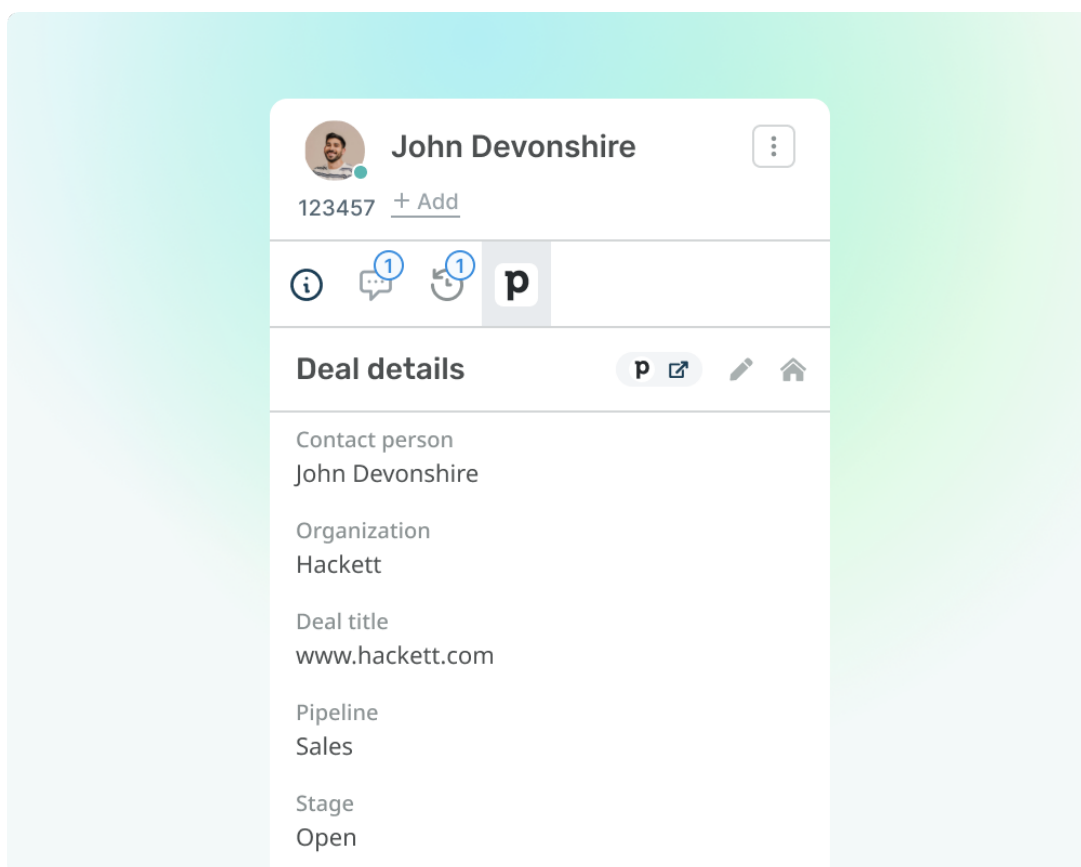 John Devonshire
123457 + Add
1 1 p
Deal details p
Contact person
John Devonshire
Organization
Hackett
Deal title
www.hackett.com
Pipeline
Sales
Stage
Open